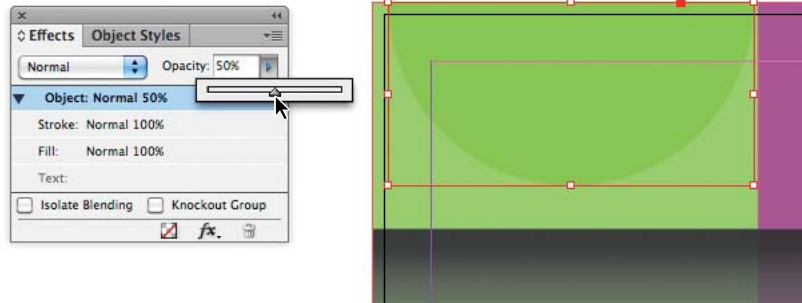 Effects Object Styles
Normal Opacity: 50%
Object: Normal 50%
Stroke: Normal 100%
Fill: Normal 100%
Text:
Isolate Blending Knockout Group
fx.